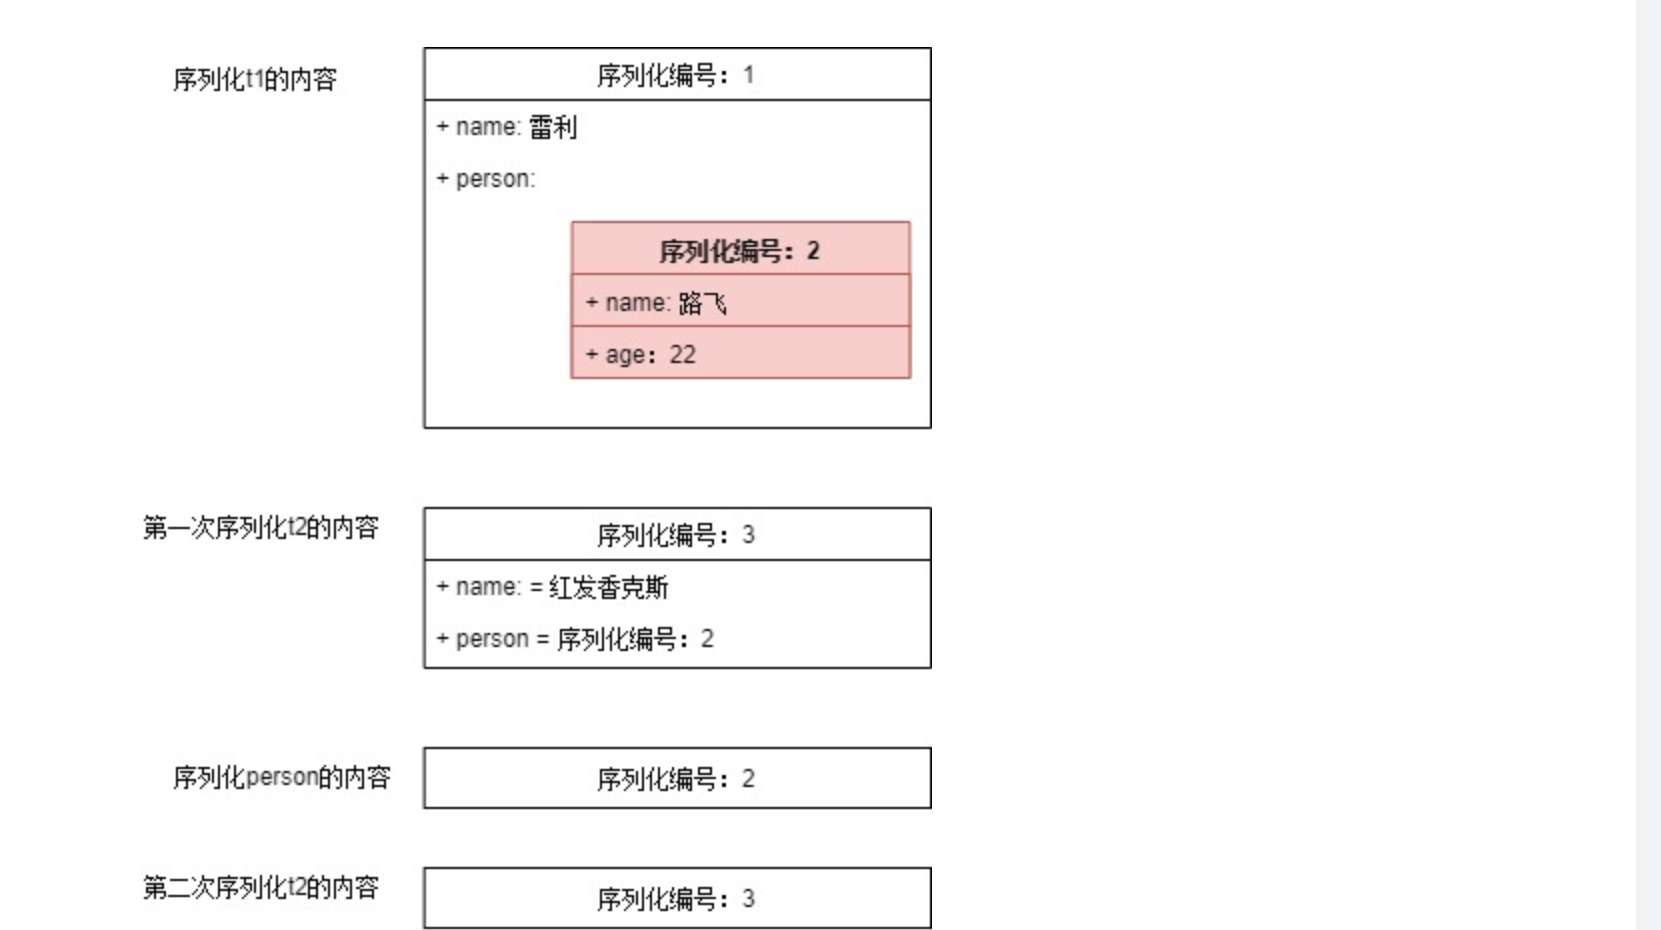 序列化t1的内容
序列化编号：1
+ name: 雷利
+ person:
序列化编号：2
+ name: 路飞
+ age：22
第一次序列化t2的内容
序列化编号：3
+ name: = 红发香克斯
+ person = 序列化编号：2
序列化person的内容
序列化编号：2
第二次序列化t2的内容
序列化编号：3